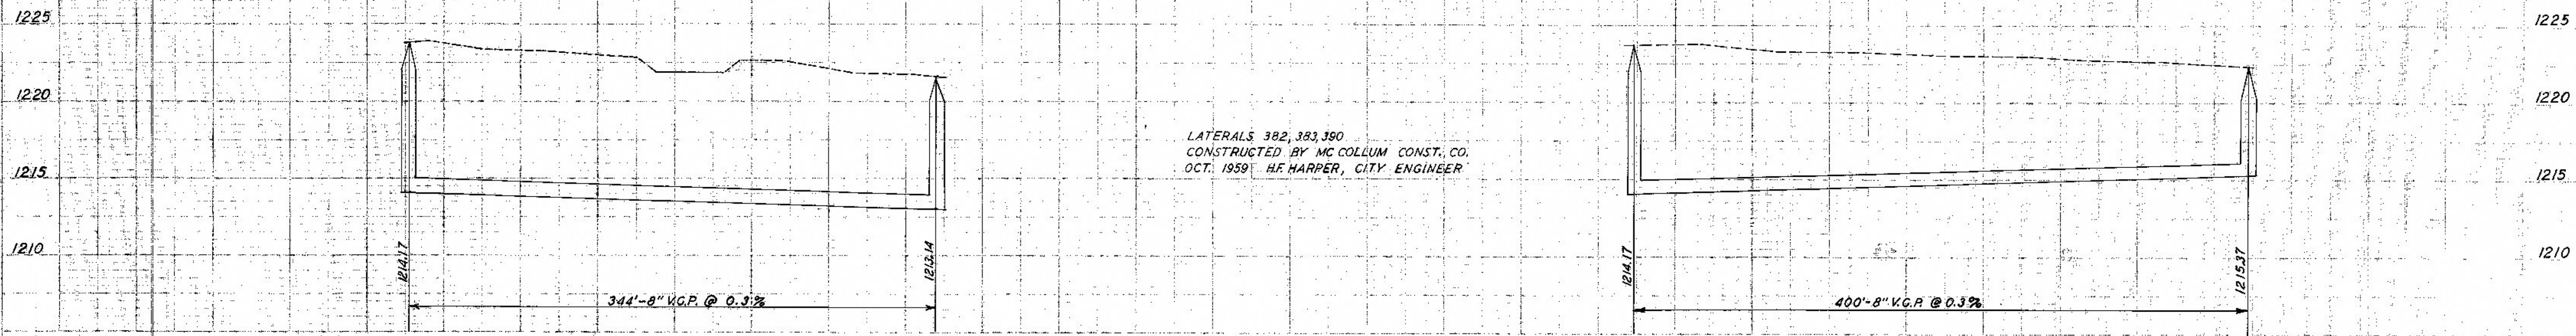 1225
1220
1215
1210
1214.17
1213.14
344'-8" V.C.P. @ 0.3%
LATERALS 382, 383, 390
CONSTRUCTED BY MC COLLUM CONST., CO.
OCT. 1959 H.F. HARPER, CITY ENGINEER
1214.17
1215.37
400'-8" V.C.P. @ 0.3%
1225
1220
1215
1210